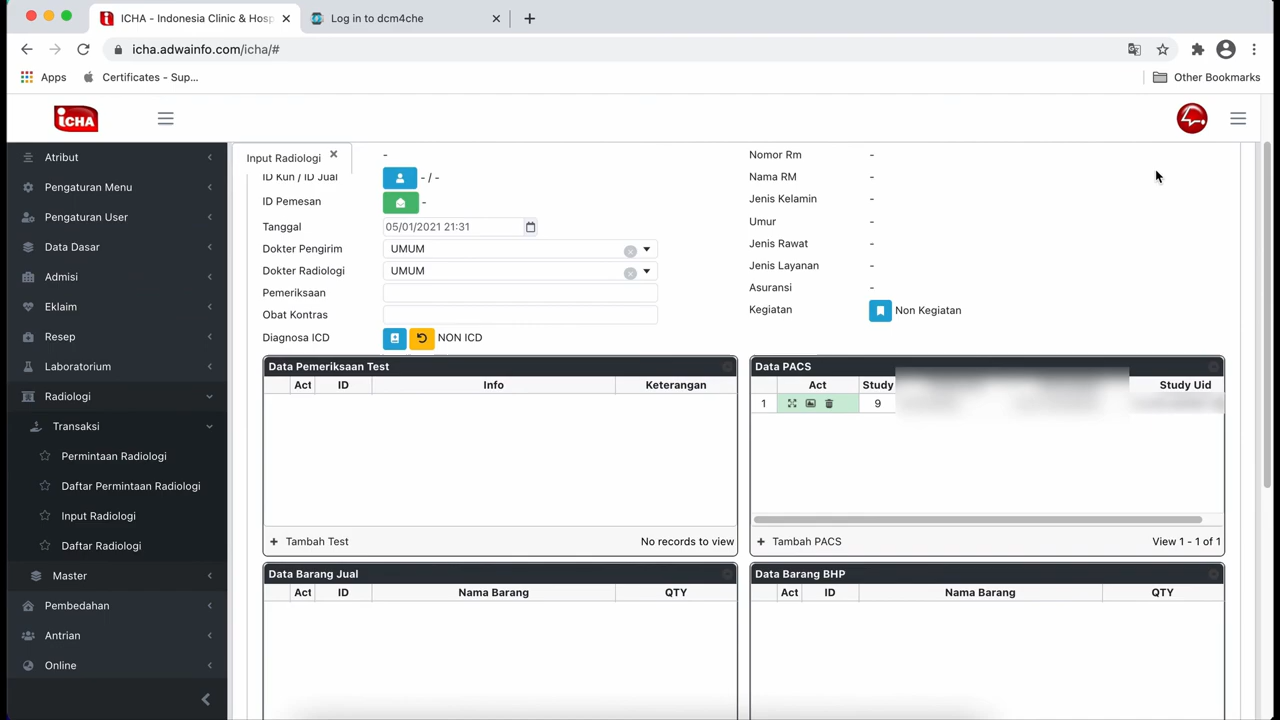 ICHA - Indonesia Clinic & Hosp
Log in to dcm4che
icha.adwainfo.com/icha/#
Apps
Certificates - Sup...
Other Bookmarks
iCHA
Atribut
Pengaturan Menu
Pengaturan User
Data Dasar
Admisi
Eklaim
Resep
Laboratorium
Radiologi
Transaksi
Permintaan Radiologi
Daftar Permintaan Radiologi
Input Radiologi
Daftar Radiologi
Master
Pembedahan
Antrian
Online
Input Radiologi
-
ID Kun / ID Jual - / -
ID Pemesan -
Tanggal 05/01/2021 21:31
Dokter Pengirim UMUM
Dokter Radiologi UMUM
Pemeriksaan
Obat Kontras
Diagnosa ICD NON ICD
Nomor Rm -
Nama RM -
Jenis Kelamin -
Umur -
Jenis Rawat -
Jenis Layanan -
Asuransi -
Kegiatan Non Kegiatan
Data Pemeriksaan Test
Act ID Info Keterangan
Tambah Test No records to view
Data PACS
Act Study Study Uid
1 9
Tambah PACS View 1 - 1 of 1
Data Barang Jual
Act ID Nama Barang QTY
Data Barang BHP
Act ID Nama Barang QTY